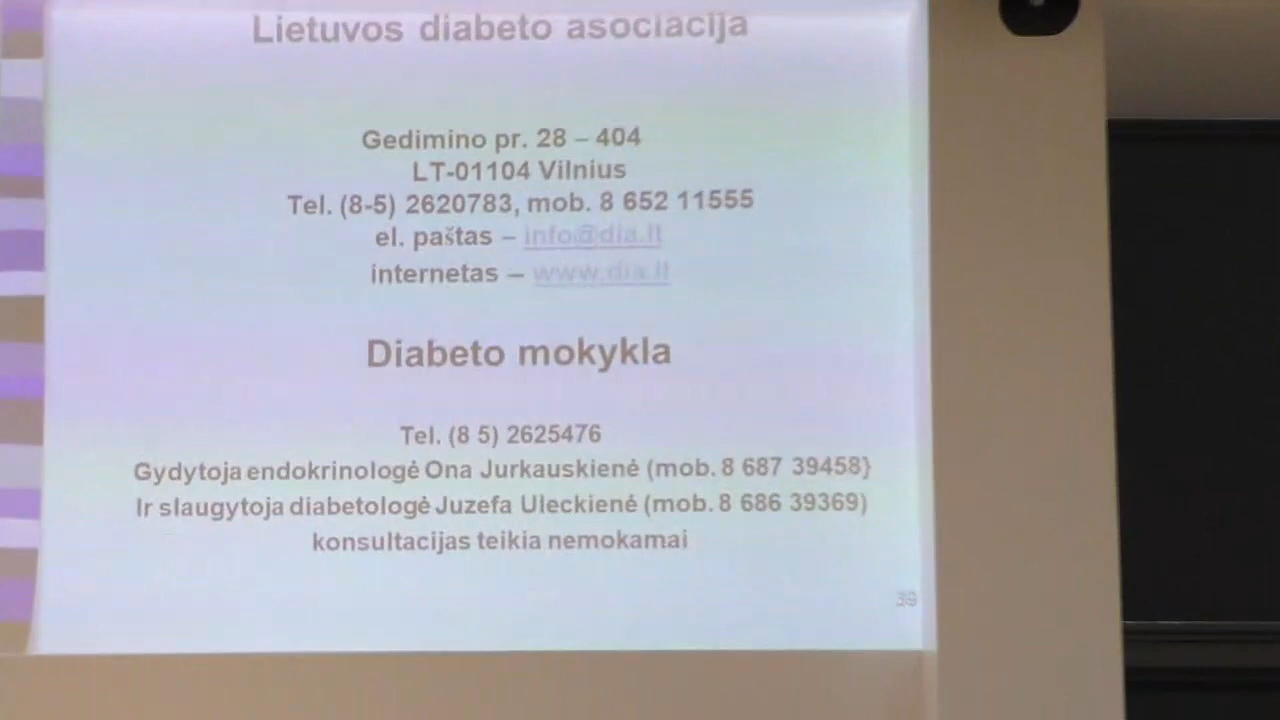 Lietuvos diabeto asociacija
Gedimino pr. 28 – 404
LT-01104 Vilnius
Tel. (8-5) 2620783, mob. 8 652 11555
el. paštas – info@dia.lt
internetas – www.dia.lt
Diabeto mokykla
Tel. (8 5) 2625476
Gydytoja endokrinologė Ona Jurkauskienė (mob. 8 687 39458}
Ir slaugytoja diabetologė Juzefa Uleckienė (mob. 8 686 39369)
konsultacijas teikia nemokamai
39